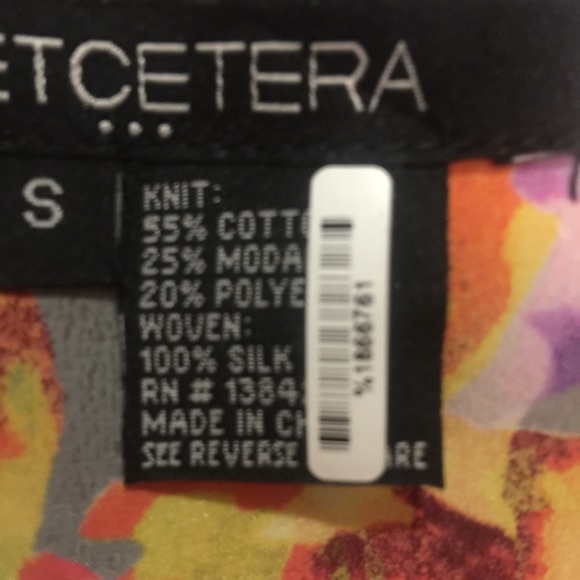 ETCETERA
S
KNIT:
55% COTTO
25% MODA
20% POLYE
WOVEN:
100% SILK
RN # 1384
MADE IN CH
SEE REVERSE ARE
%1866761